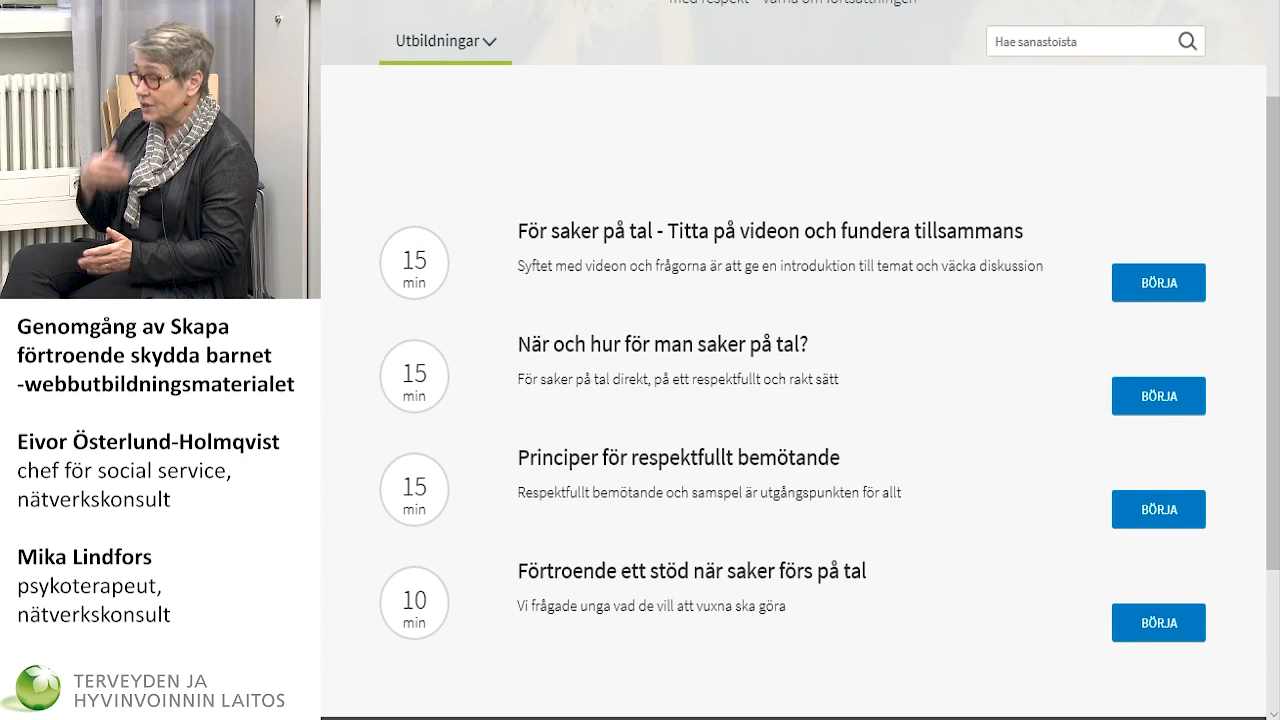 med respekt - värna om fortsättningen
Utbildningar
Hae sanastoista
15
min
För saker på tal - Titta på videon och fundera tillsammans
Syftet med videon och frågorna är att ge en introduktion till temat och väcka diskussion
BÖRJA
15
min
När och hur för man saker på tal?
För saker på tal direkt, på ett respektfullt och rakt sätt
BÖRJA
15
min
Principer för respektfullt bemötande
Respektfullt bemötande och samspel är utgångspunkten för allt
BÖRJA
10
min
Förtroende ett stöd när saker förs på tal
Vi frågade unga vad de vill att vuxna ska göra
BÖRJA
Genomgång av Skapa
förtroende skydda barnet
-webbutbildningsmaterialet
Eivor Österlund-Holmqvist
chef för social service,
nätverkskonsult
Mika Lindfors
psykoterapeut,
nätverkskonsult
TERVEYDEN JA
HYVINVOINNIN LAITOS